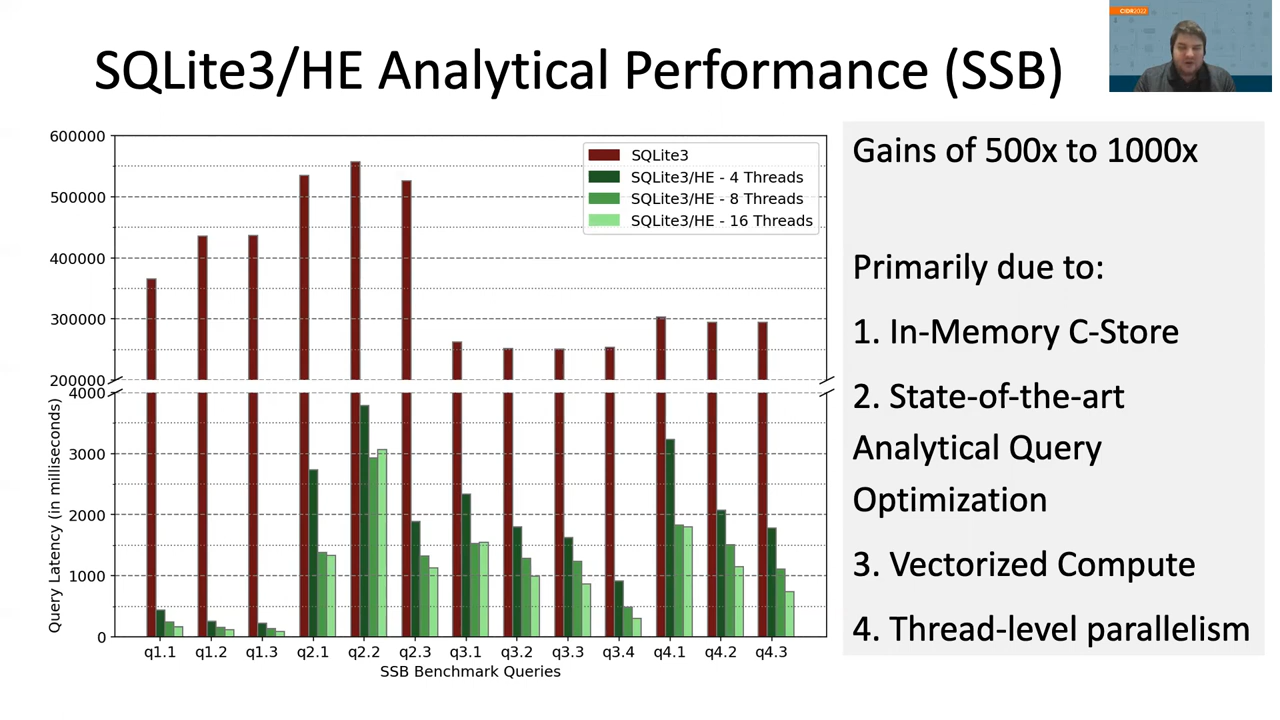 CIDR2022
SQLite3/HE Analytical Performance (SSB)
600000
500000
400000
300000
200000
4000
3000
2000
1000
0
Query Latency (in milliseconds)
SQLite3
SQLite3/HE - 4 Threads
SQLite3/HE - 8 Threads
SQLite3/HE - 16 Threads
q1.1 q1.2 q1.3 q2.1 q2.2 q2.3 q3.1 q3.2 q3.3 q3.4 q4.1 q4.2 q4.3
SSB Benchmark Queries
Gains of 500x to 1000x
Primarily due to:
1. In-Memory C-Store
2. State-of-the-art
Analytical Query
Optimization
3. Vectorized Compute
4. Thread-level parallelism